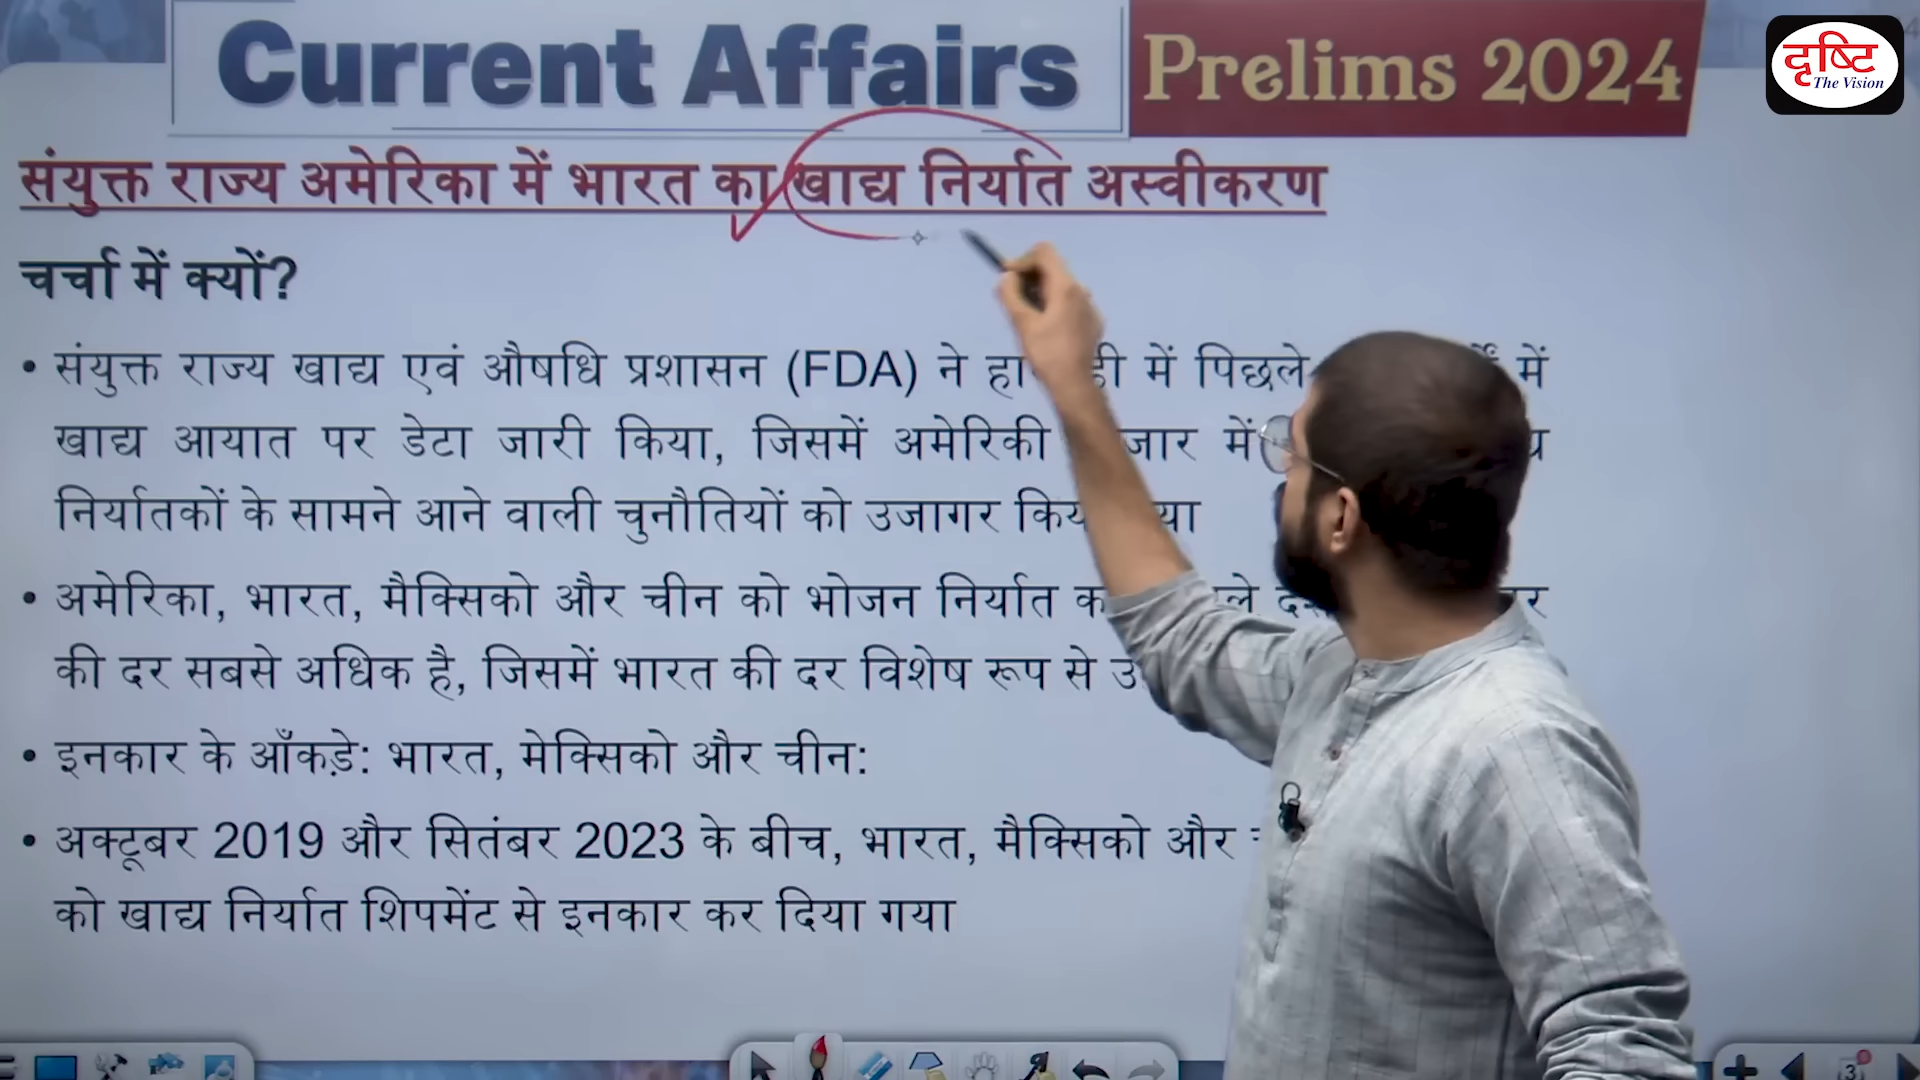 Current Affairs Prelims 2024
दृष्टि
The Vision
संयुक्त राज्य अमेरिका में भारत का खाद्य निर्यात अस्वीकरण
चर्चा में क्यों?
• संयुक्त राज्य खाद्य एवं औषधि प्रशासन (FDA) ने में पिछले में
खाद्य आयात पर डेटा जारी किया, जिसमें अमेरिकी में
निर्यातकों के सामने आने वाली चुनौतियों को उजागर
• अमेरिका, भारत, मैक्सिको और चीन को भोजन निर्यात
की दर सबसे अधिक है, जिसमें भारत की दर विशेष रूप से
• इनकार के आँकड़े: भारत, मेक्सिको और चीन:
• अक्टूबर 2019 और सितंबर 2023 के बीच, भारत, मैक्सिको और
को खाद्य निर्यात शिपमेंट से इनकार कर दिया गया
3